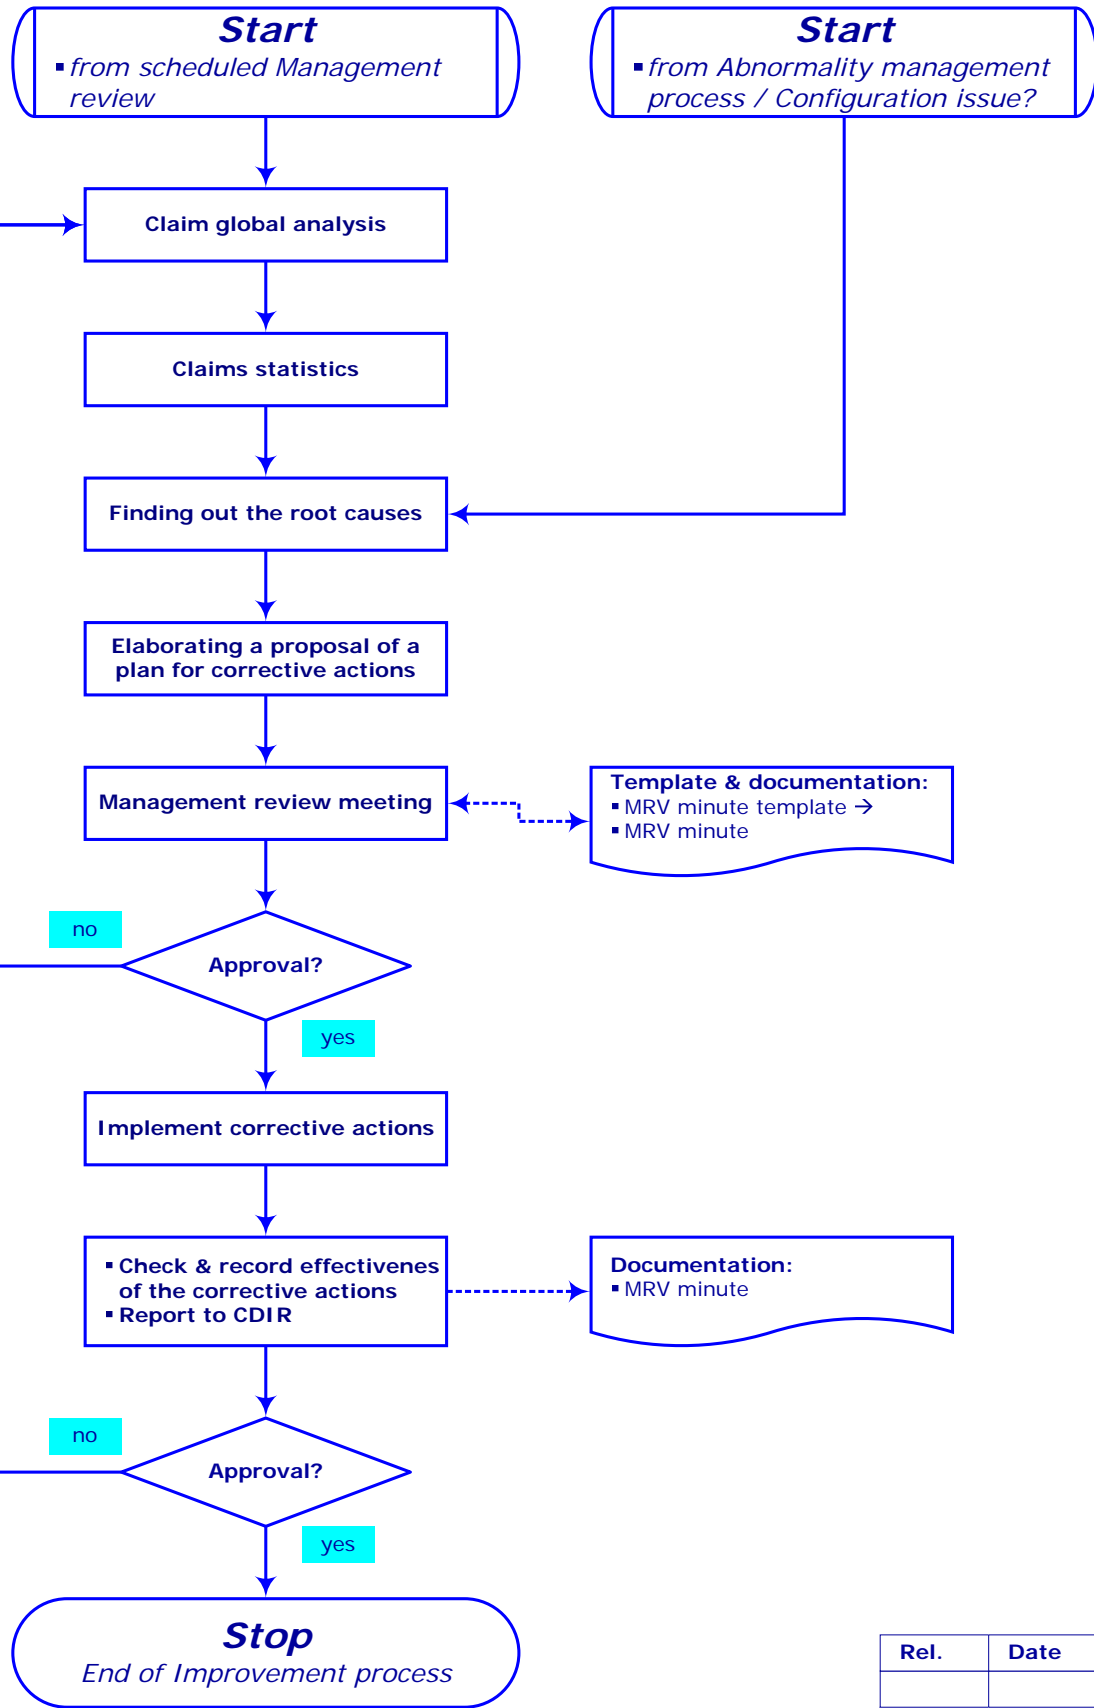 Start
▪ from scheduled Management
review
Start
▪ from Abnormality management
process / Configuration issue?
Claim global analysis
Claims statistics
Finding out the root causes
Elaborating a proposal of a
plan for corrective actions
Management review meeting
Template & documentation:
▪ MRV minute template →
▪ MRV minute
no
Approval?
yes
Implement corrective actions
▪ Check & record effectivenes
of the corrective actions
▪ Report to CDIR
Documentation:
▪ MRV minute
no
Approval?
yes
Stop
End of Improvement process
Rel. Date